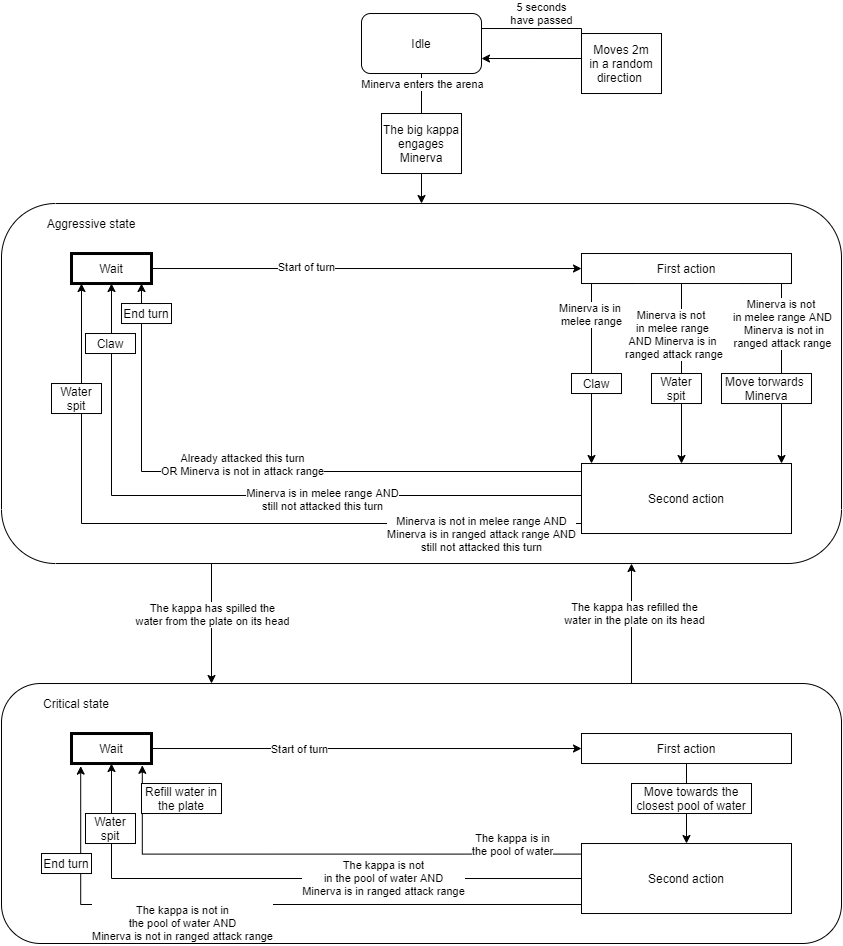 5 seconds
have passed
Idle
Moves 2m
in a random
direction
Minerva enters the arena
The big kappa
engages
Minerva
Aggressive state
Wait
Start of turn
First action
End turn
Claw
Water
spit
Minerva is in
melee range
Minerva is not
in melee range
AND Minerva is in
ranged attack range
Minerva is not
in melee range AND
Minerva is not in
ranged attack range
Claw
Water
spit
Move torwards
Minerva
Already attacked this turn
OR Minerva is not in attack range
Minerva is in melee range AND
still not attacked this turn
Minerva is not in melee range AND
Minerva is in ranged attack range AND
still not attacked this turn
Second action
The kappa has spilled the
water from the plate on its head
The kappa has refilled the
water in the plate on its head
Critical state
Wait
Start of turn
First action
Refill water in
the plate
Water
spit
End turn
Move towards the
closest pool of water
The kappa is in
the pool of water
The kappa is not
in the pool of water AND
Minerva is in ranged attack range
The kappa is not in
the pool of water AND
Minerva is not in ranged attack range
Second action